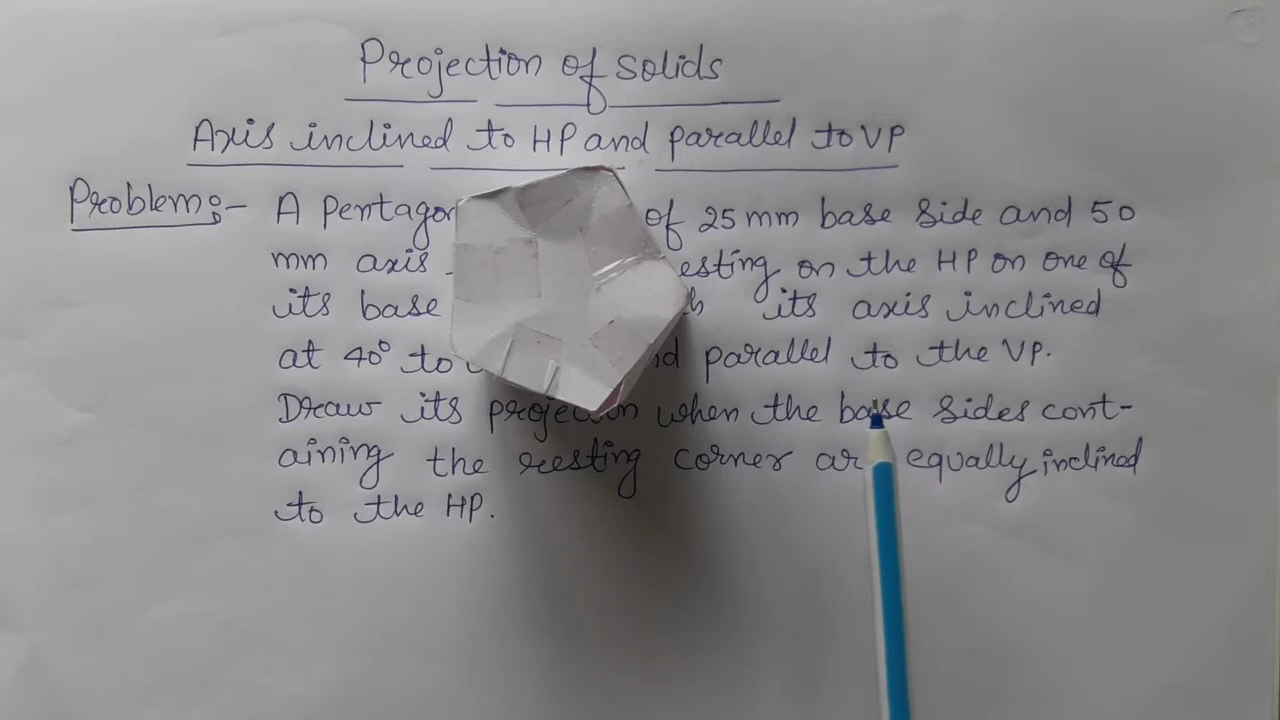 Projection of solids
Axis inclined to HP and parallel to VP
Problem:- A Pentagon of 25 mm base side and 50
mm axis esting on the HP on one of
its base its axis inclined
at 40° to parallel to the VP.
Draw its projection when the base sides cont-
aining the resting corner ar equally inclined
to the HP.